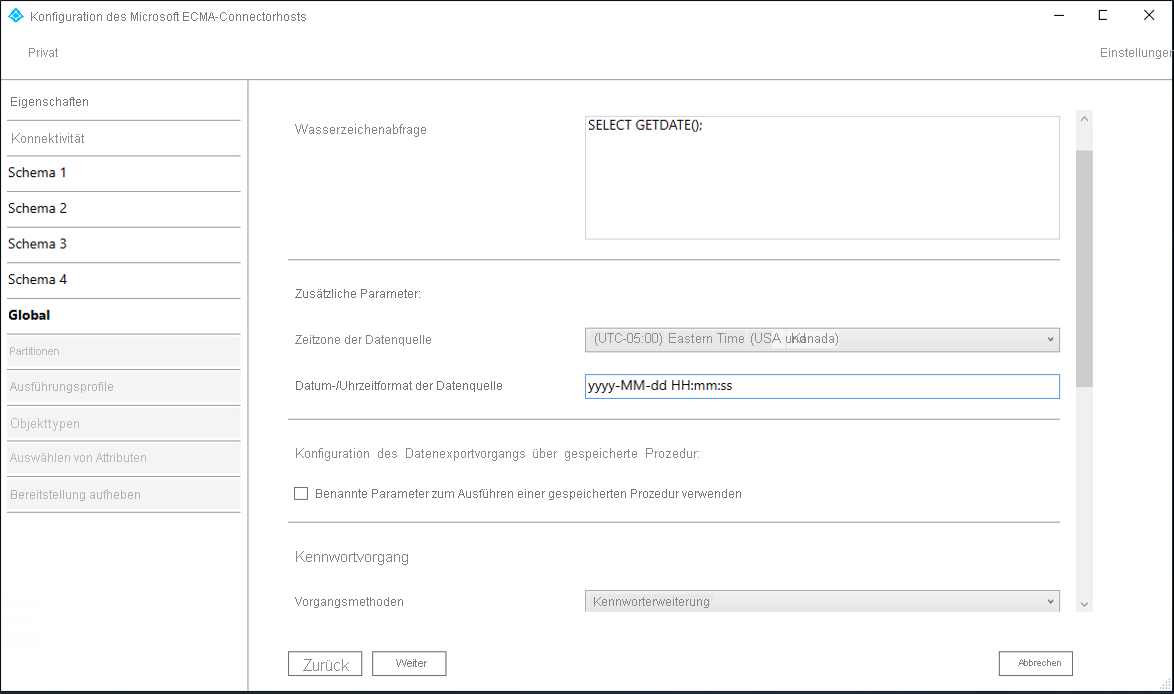 Konfiguration des Microsoft ECMA-Connectorhosts
Privat
Einstellungen
Eigenschaften
Konnektivität
Schema 1
Schema 2
Schema 3
Schema 4
Global
Partitionen
Ausführungsprofile
Objekttypen
Auswählen von Attributen
Bereitstellung aufheben
Wasserzeichenabfrage
SELECT GETDATE();
Zusätzliche Parameter:
Zeitzone der Datenquelle
(UTC-05:00) Eastern Time (USA und Kanada)
Datum-/Uhrzeitformat der Datenquelle
yyyy-MM-dd HH:mm:ss
Konfiguration des Datenexportvorgangs über gespeicherte Prozedur:
Benannte Parameter zum Ausführen einer gespeicherten Prozedur verwenden
Kennwortvorgang
Vorgangsmethoden
Kennworterweiterung
Zurück
Weiter
Abbrechen